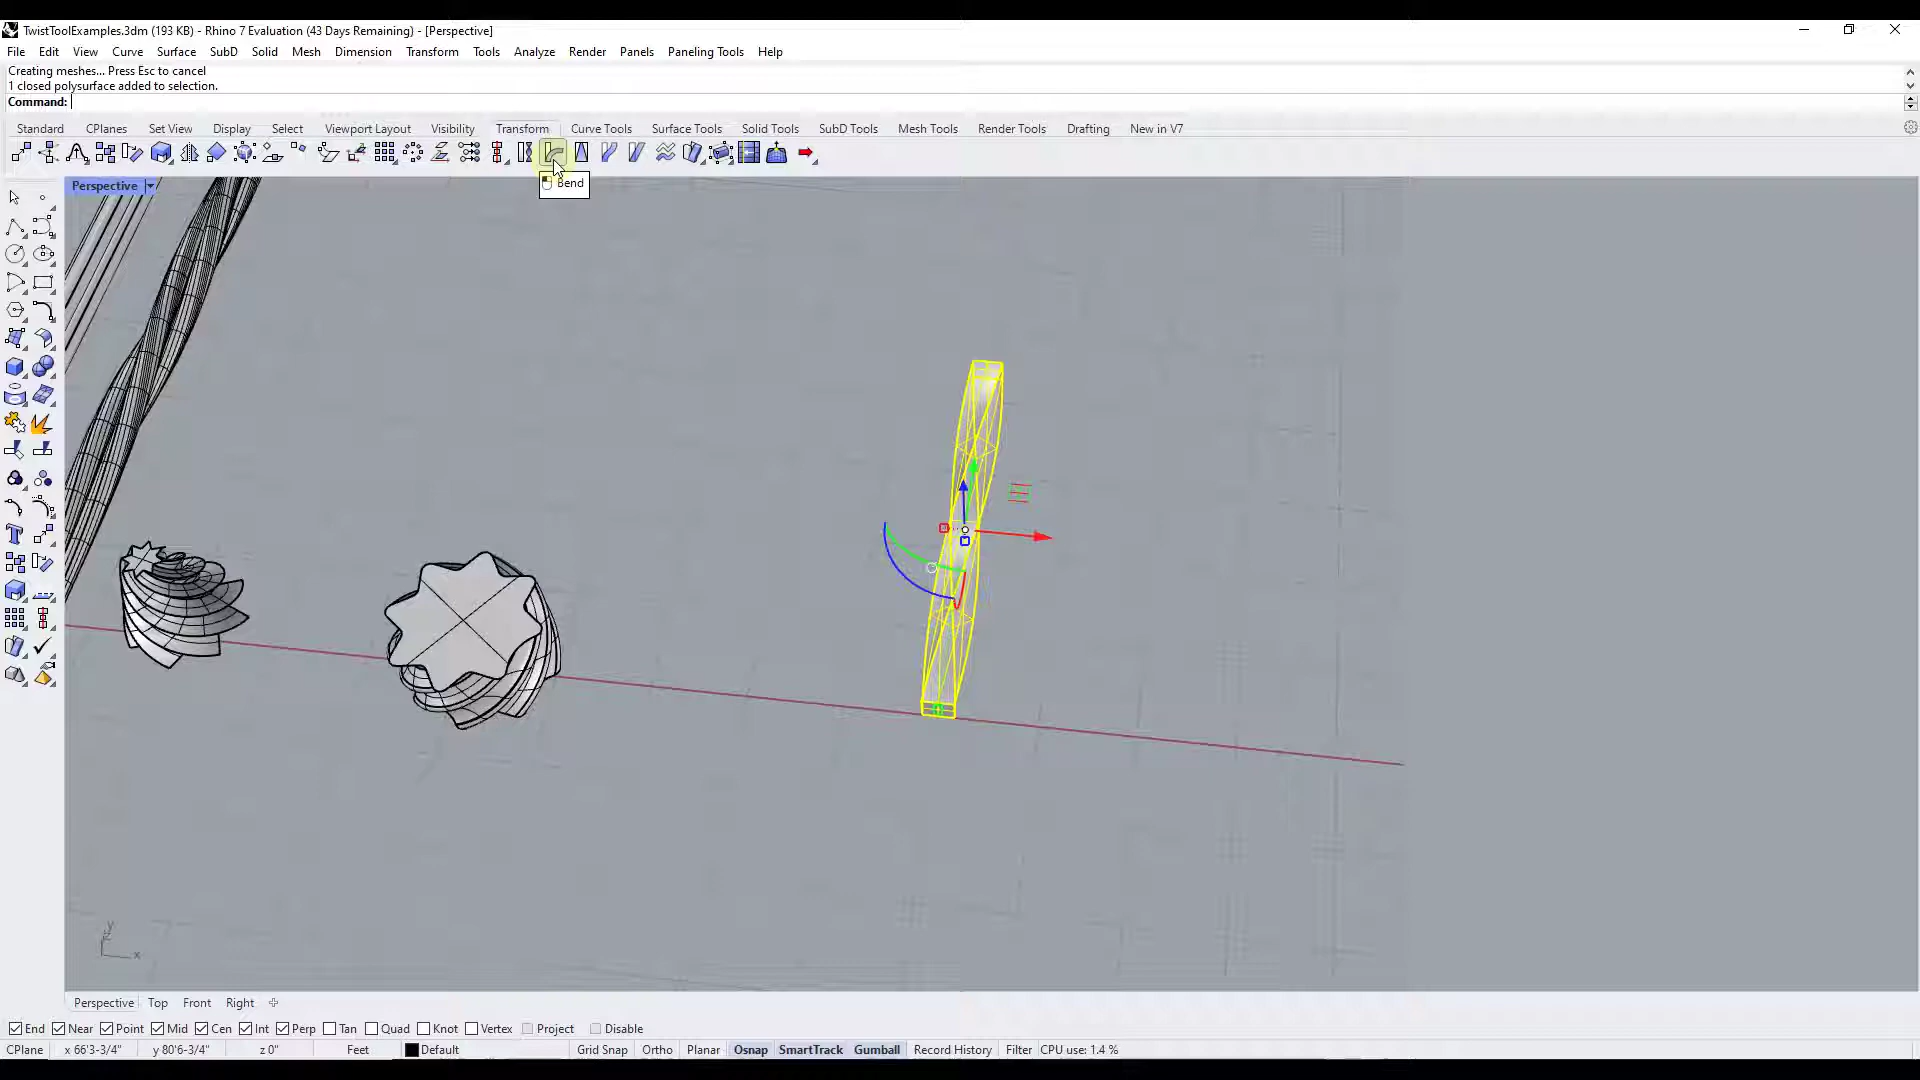 TwistToolExamples.3dm (193 KB) - Rhino 7 Evaluation (43 Days Remaining) - [Perspective]
File Edit View Curve Surface SubD Solid Mesh Dimension Transform Tools Analyze Render Panels Paneling Tools Help
Creating meshes... Press Esc to cancel
1 closed polysurface added to selection.
Command:
Standard CPlanes Set View Display Select Viewport Layout Visibility Transform Curve Tools Surface Tools Solid Tools SubD Tools Mesh Tools Render Tools Drafting New in V7
Bend
Perspective
y
x
Perspective Top Front Right
End Near Point Mid Cen Int Perp Tan Quad Knot Vertex Project Disable
CPlane x 66'3-3/4" y 80'6-3/4" z 0" Feet Default Grid Snap Ortho Planar Osnap SmartTrack Gumball Record History Filter CPU use: 1.4 %